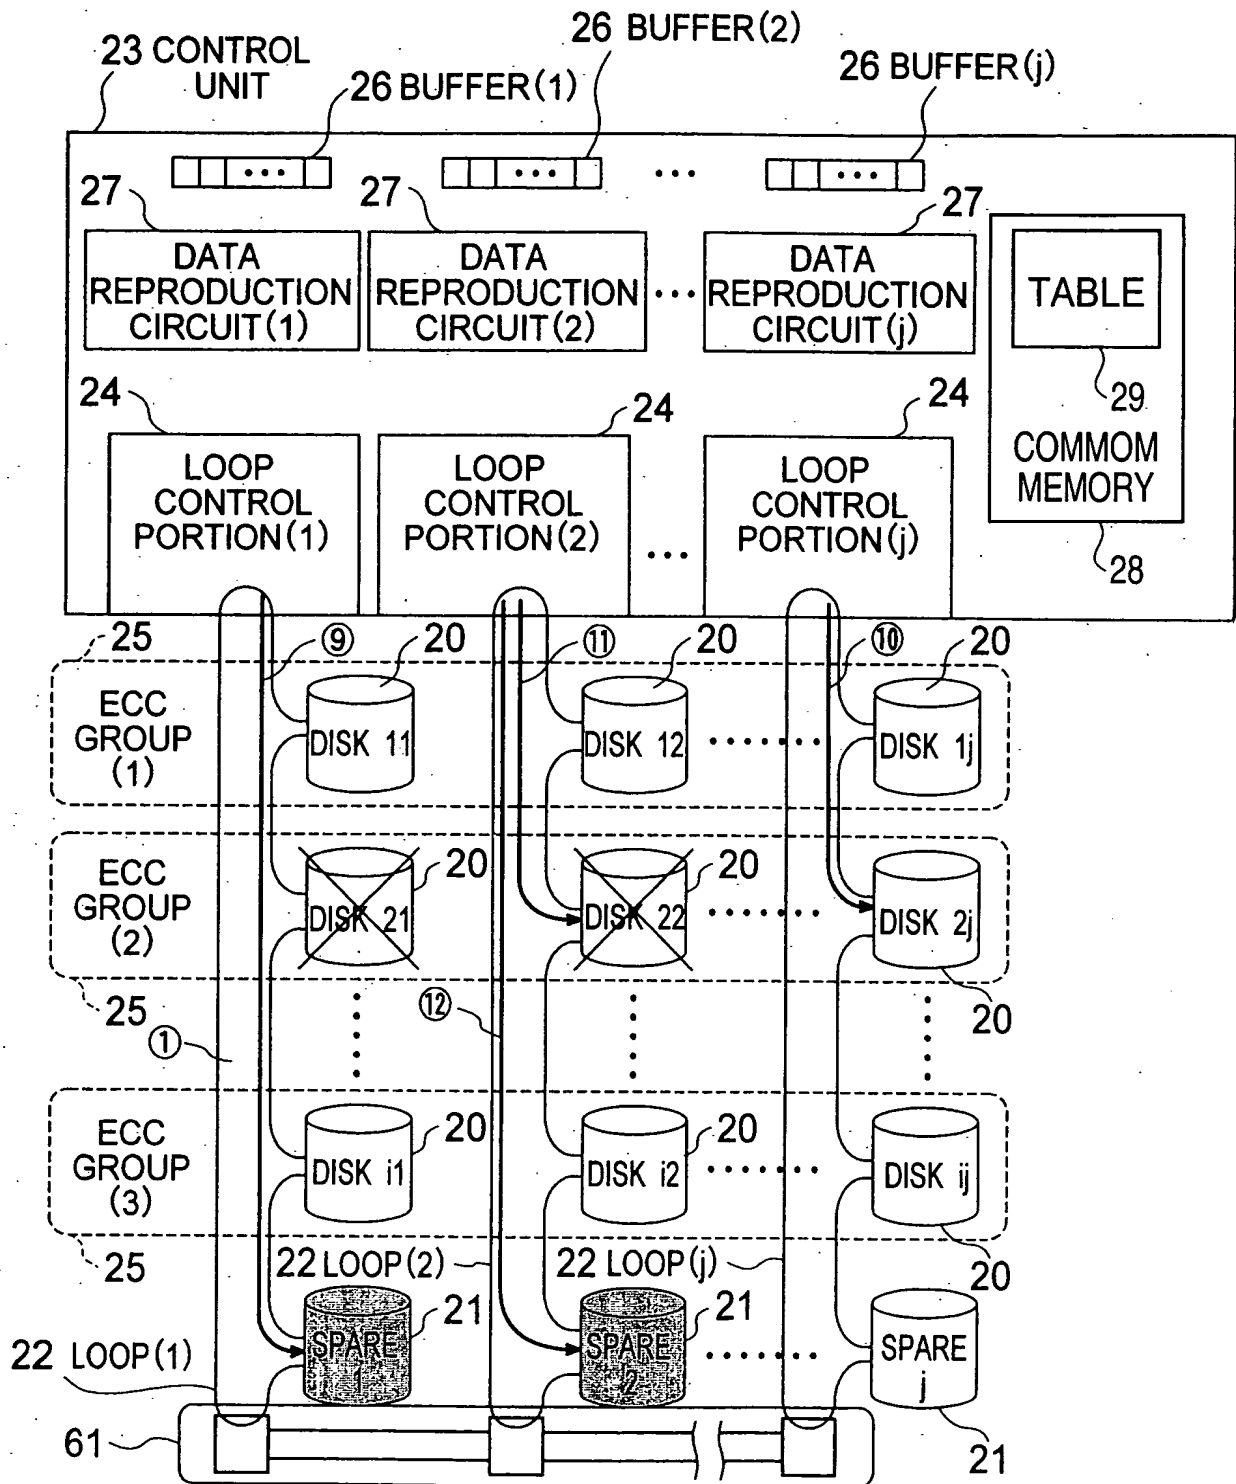 26 BUFFER(2)
23 CONTROL
UNIT
26 BUFFER(1)
26 BUFFER(j)
27
27
27
DATA
REPRODUCTION
CIRCUIT(1)
DATA
REPRODUCTION
CIRCUIT(2)
DATA
REPRODUCTION
CIRCUIT(j)
TABLE
29
COMMOM
MEMORY
28
24
24
24
LOOP
CONTROL
PORTION(1)
LOOP
CONTROL
PORTION(2)
LOOP
CONTROL
PORTION(j)
25
⑨
20
⑪
20
⑩
20
ECC
GROUP
(1)
DISK 11
DISK 12
DISK 1j
ECC
GROUP
(2)
20
20
DISK 21
DISK 22
DISK 2j
25
20
①
⑫
ECC
GROUP
(3)
20
20
DISK i1
DISK i2
DISK ij
25
20
22 LOOP(2)
22 LOOP(j)
21
21
22 LOOP(1)
SPARE
1
SPARE
i2
SPARE
j
61
21